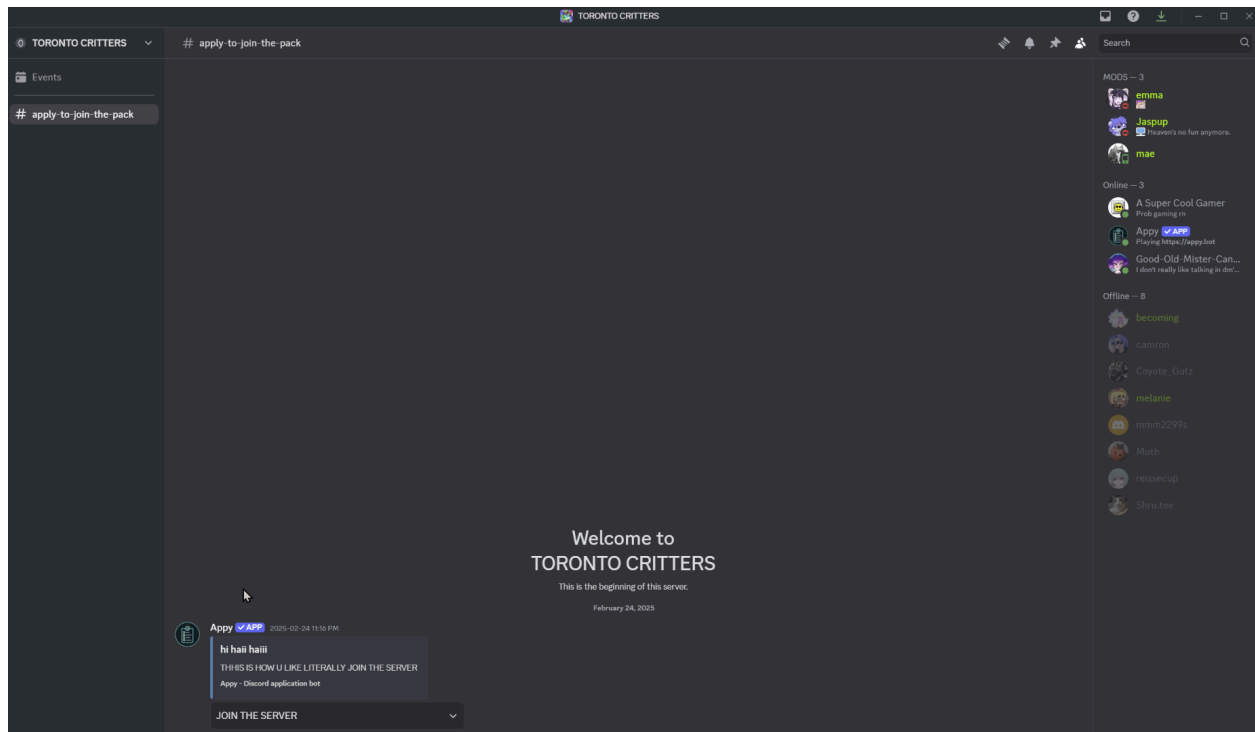 TORONTO CRITTERS
TORONTO CRITTERS
# apply-to-join-the-pack
Search
Events
# apply-to-join-the-pack
MODS — 3
emma
Jaspup
Heaven's no fun anymore.
mae
Online — 3
A Super Cool Gamer
Prob gaming rn
Appy APP
Playing https://appy.bot
Good-Old-Mister-Can...
I don't really like talking in dm'...
Offline — 8
becoming
camron
Coyote_Gutz
melanie
mmm2299s
Moth
reissecup
Shru.tee
Welcome to
TORONTO CRITTERS
This is the beginning of this server.
February 24, 2025
Appy APP 2025-02-24 11:16 PM
hi haii haiii
THHIS IS HOW U LIKE LITERALLY JOIN THE SERVER
Appy - Discord application bot
JOIN THE SERVER